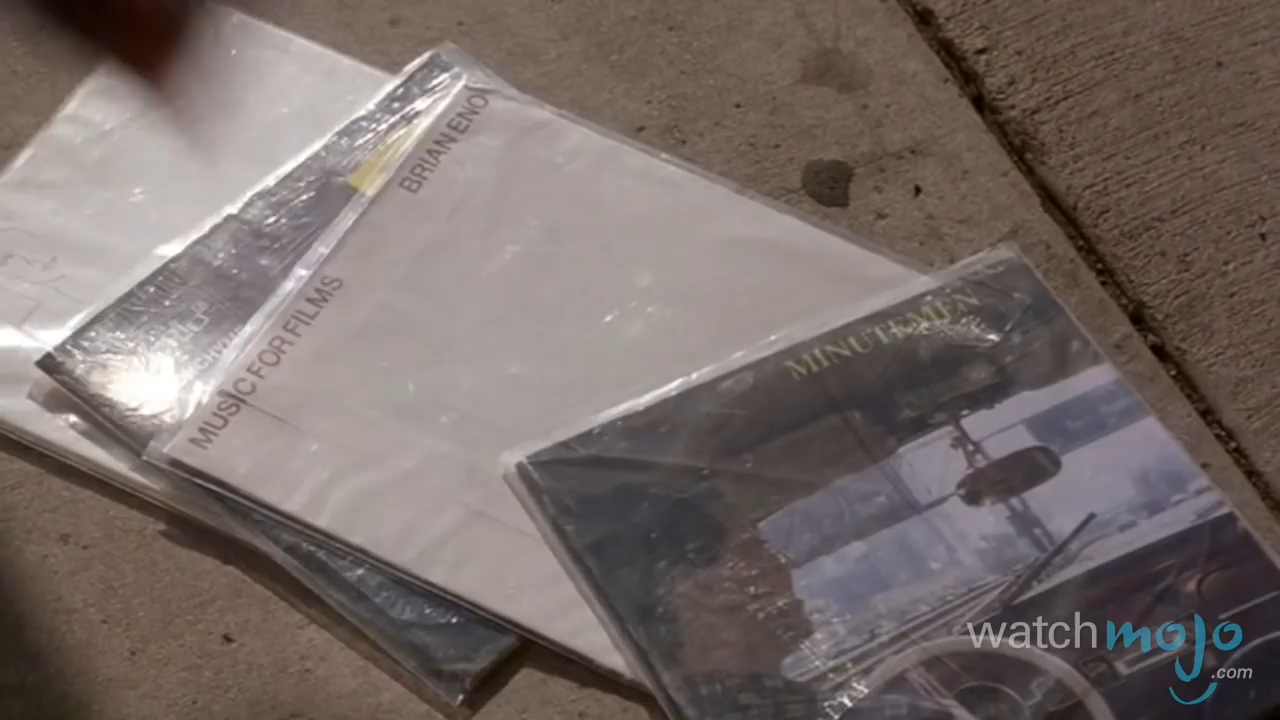 BRIAN ENO
MUSIC FOR FILMS
MINUTEMEN
watchmojo
.com